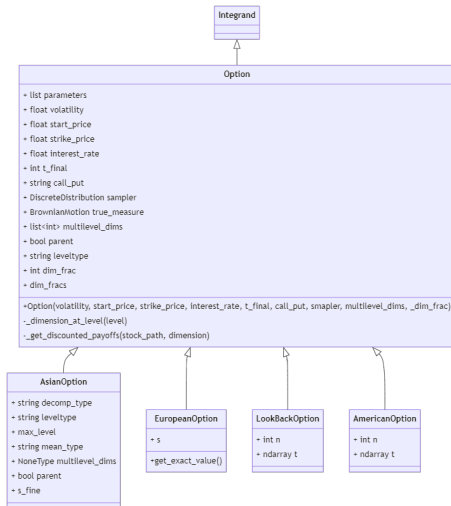 Integrand
Option
+ list parameters
+ float volatility
+ float start_price
+ float strike_price
+ float interest_rate
+ int t_final
+ string call_put
+ DiscreteDistribution sampler
+ BrownianMotion true_measure
+ list<int> multilevel_dims
+ bool parent
+ string leveltype
+ int dim_frac
+ dim_fracs
+Option(volatility, start_price, strike_price, interest_rate, t_final, call_put, smapler, multilevel_dims, _dim_frac)
-_dimension_at_level(level)
-_get_discounted_payoffs(stock_path, dimension)
AsianOption
+ string decomp_type
+ string leveltype
+ max_level
+ string mean_type
+ NoneType multilevel_dims
+ bool parent
+ s_fine
EuropeanOption
+ s
+get_exact_value()
LookBackOption
+ int n
+ ndarray t
AmericanOption
+ int n
+ ndarray t